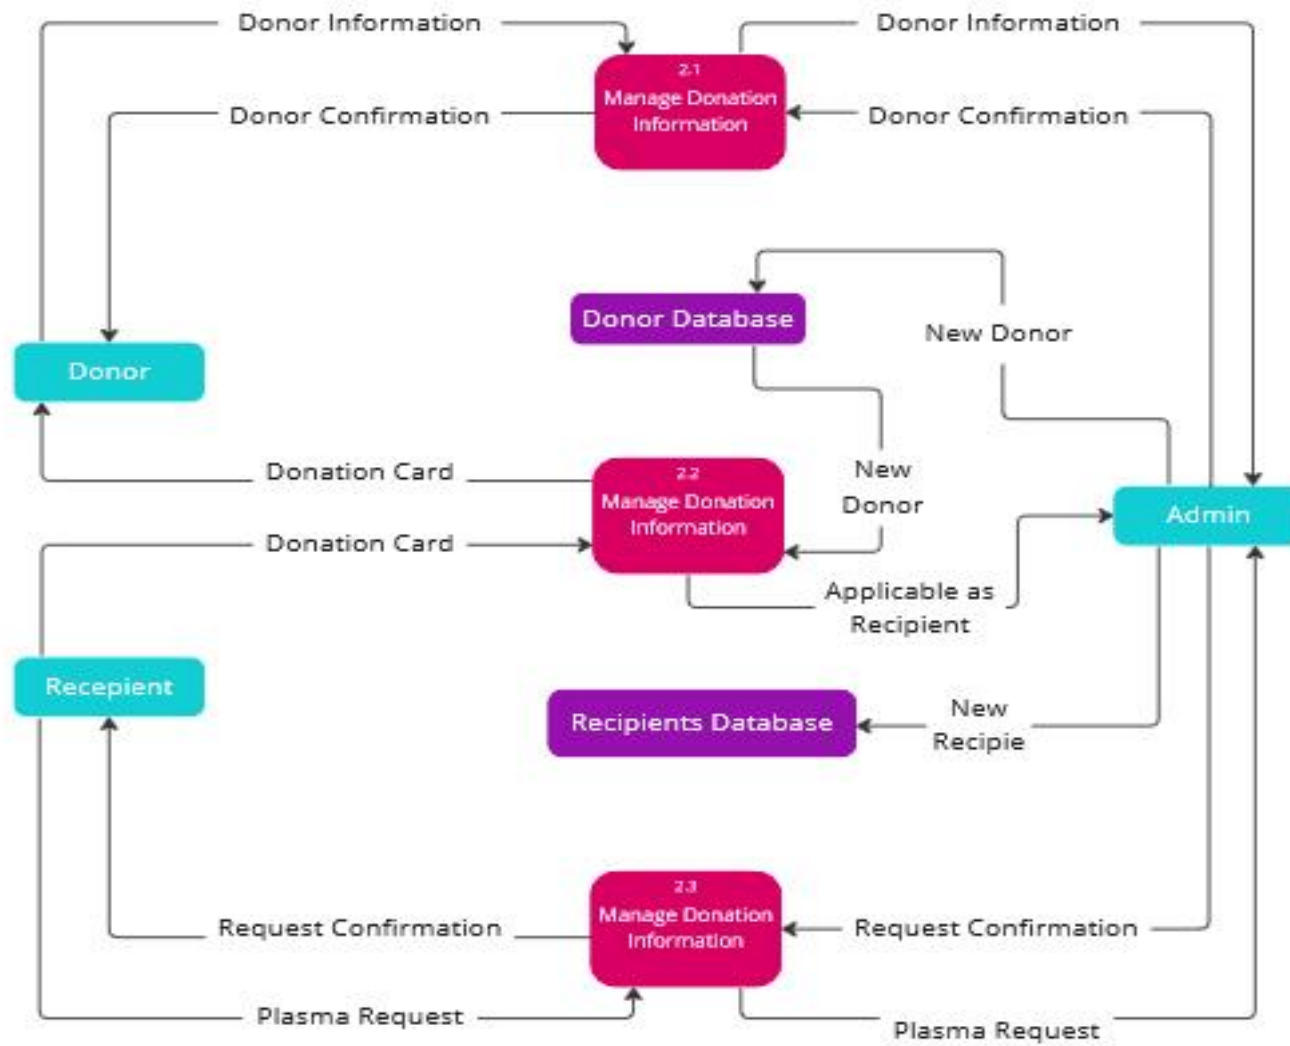 Donor Information
Donor Information
2.1
Manage Donation
Information
Donor Confirmation
Donor Confirmation
Donor Database
New Donor
Donor
Donation Card
2.2
Manage Donation
Information
New
Donor
Admin
Donation Card
Applicable as
Recipient
Recepient
Recipients Database
New
Recipie
2.3
Manage Donation
Information
Request Confirmation
Request Confirmation
Plasma Request
Plasma Request